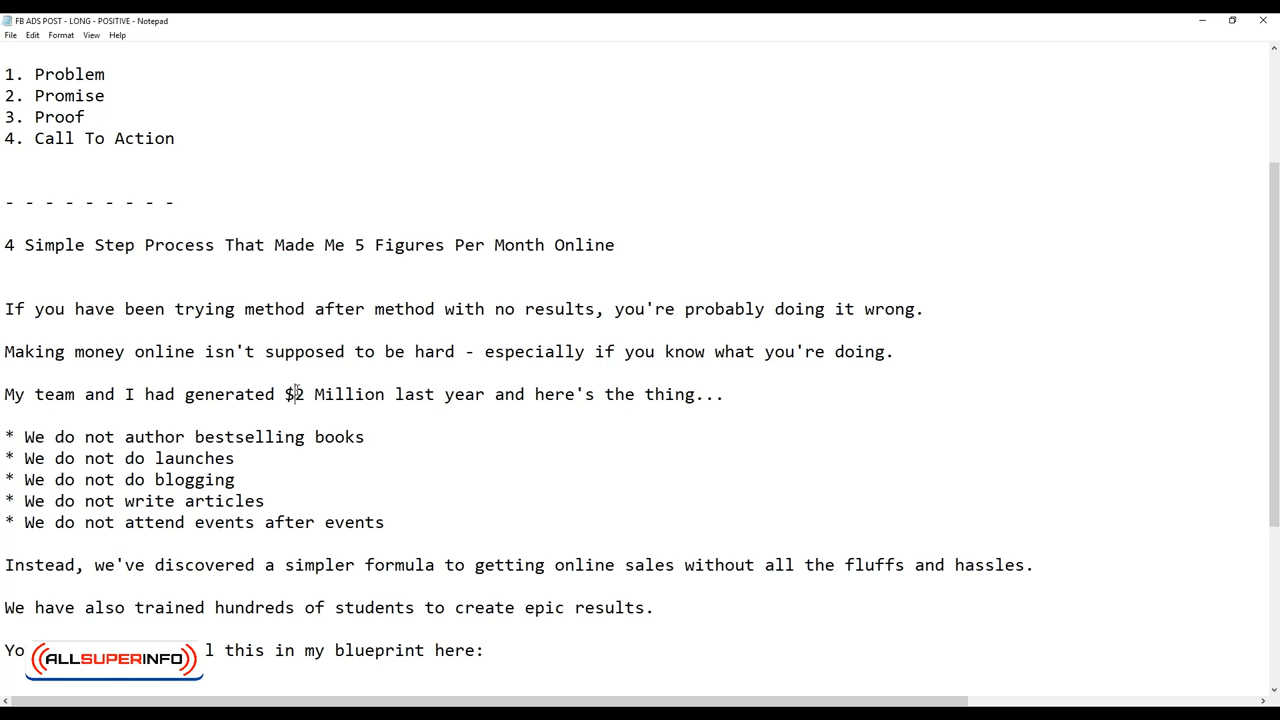 FB ADS POST - LONG - POSITIVE - Notepad
File Edit Format View Help
1. Problem
2. Promise
3. Proof
4. Call To Action
- - - - - - - - -
4 Simple Step Process That Made Me 5 Figures Per Month Online
If you have been trying method after method with no results, you're probably doing it wrong.
Making money online isn't supposed to be hard - especially if you know what you're doing.
My team and I had generated $2 Million last year and here's the thing...
* We do not author bestselling books
* We do not do launches
* We do not do blogging
* We do not write articles
* We do not attend events after events
Instead, we've discovered a simpler formula to getting online sales without all the fluffs and hassles.
We have also trained hundreds of students to create epic results.
this in my blueprint here:
ALLSUPERINFO